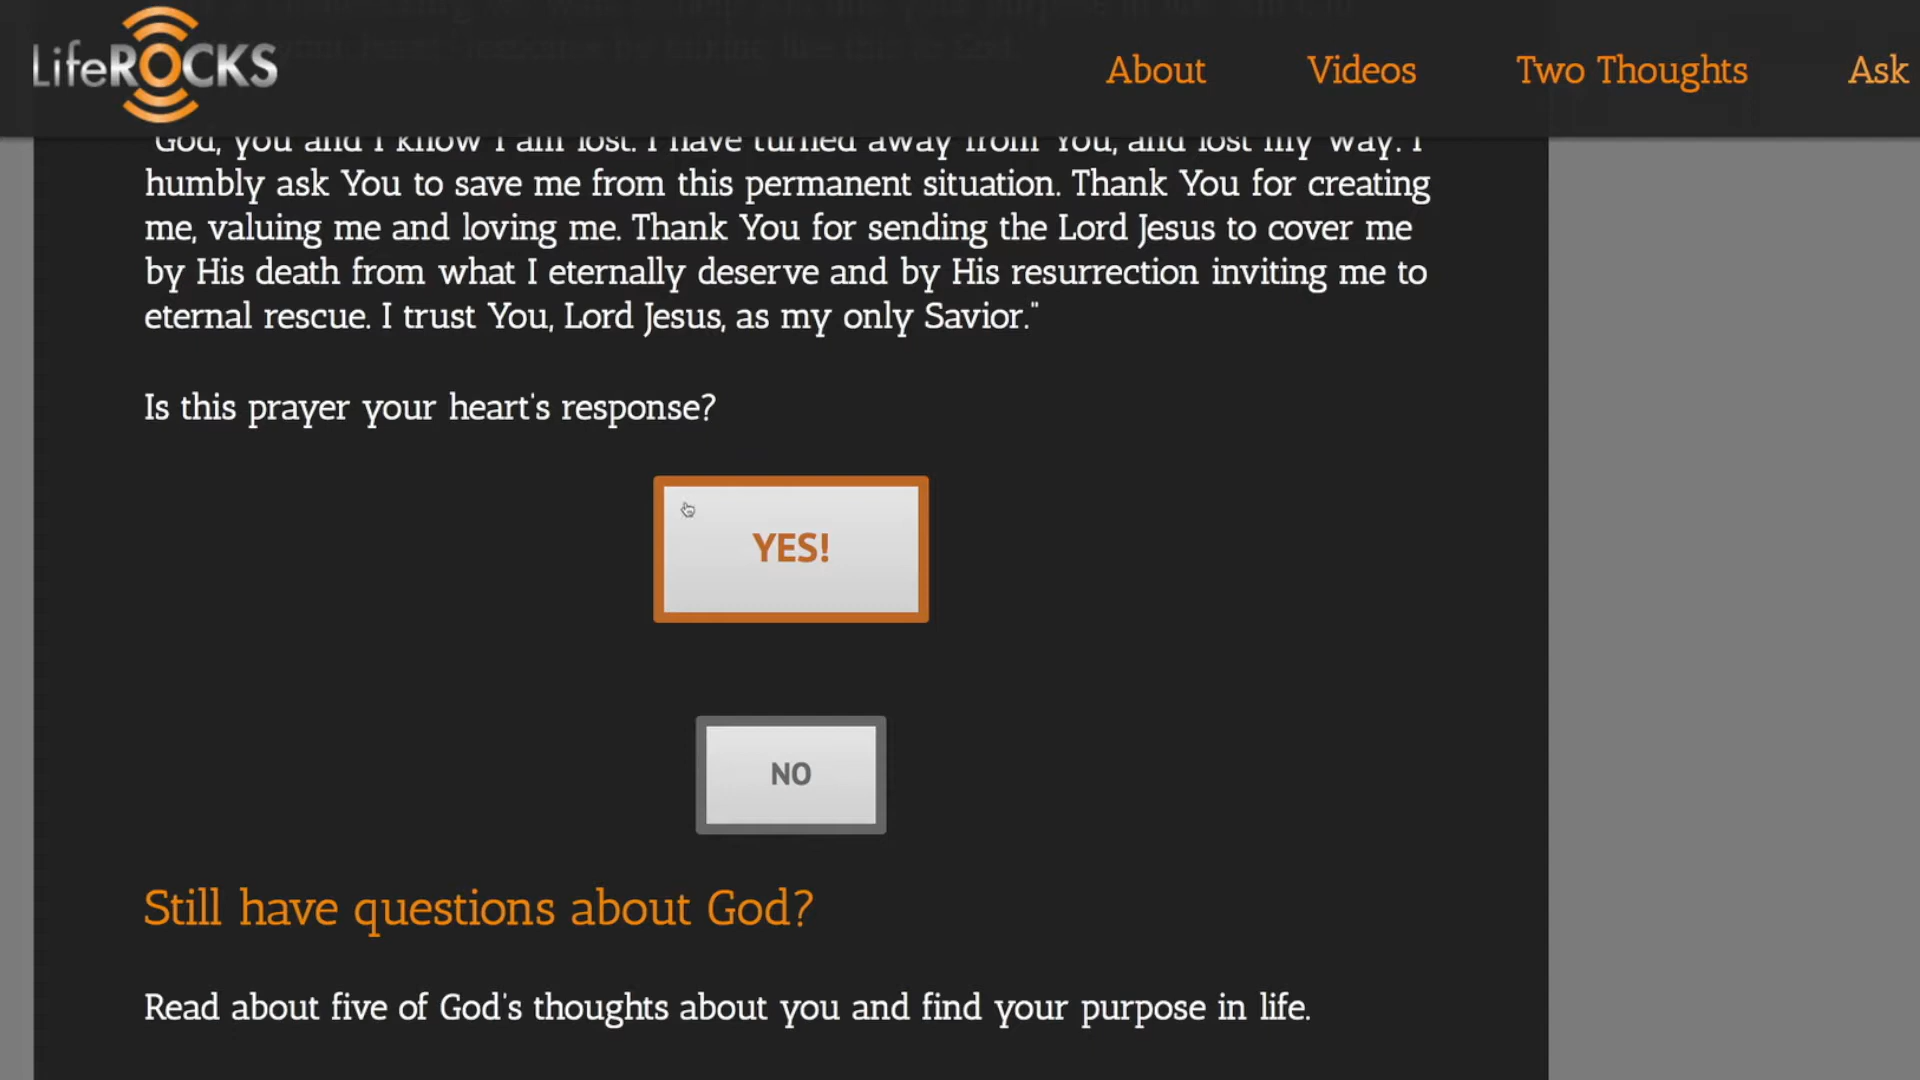 LifeROCKS
About
Videos
Two Thoughts
Ask
"God, you and I know I am lost. I have turned away from You, and lost my way. I
humbly ask You to save me from this permanent situation. Thank You for creating
me, valuing me and loving me. Thank You for sending the Lord Jesus to cover me
by His death from what I eternally deserve and by His resurrection inviting me to
eternal rescue. I trust You, Lord Jesus, as my only Savior."
Is this prayer your heart's response?
YES!
NO
Still have questions about God?
Read about five of God's thoughts about you and find your purpose in life.